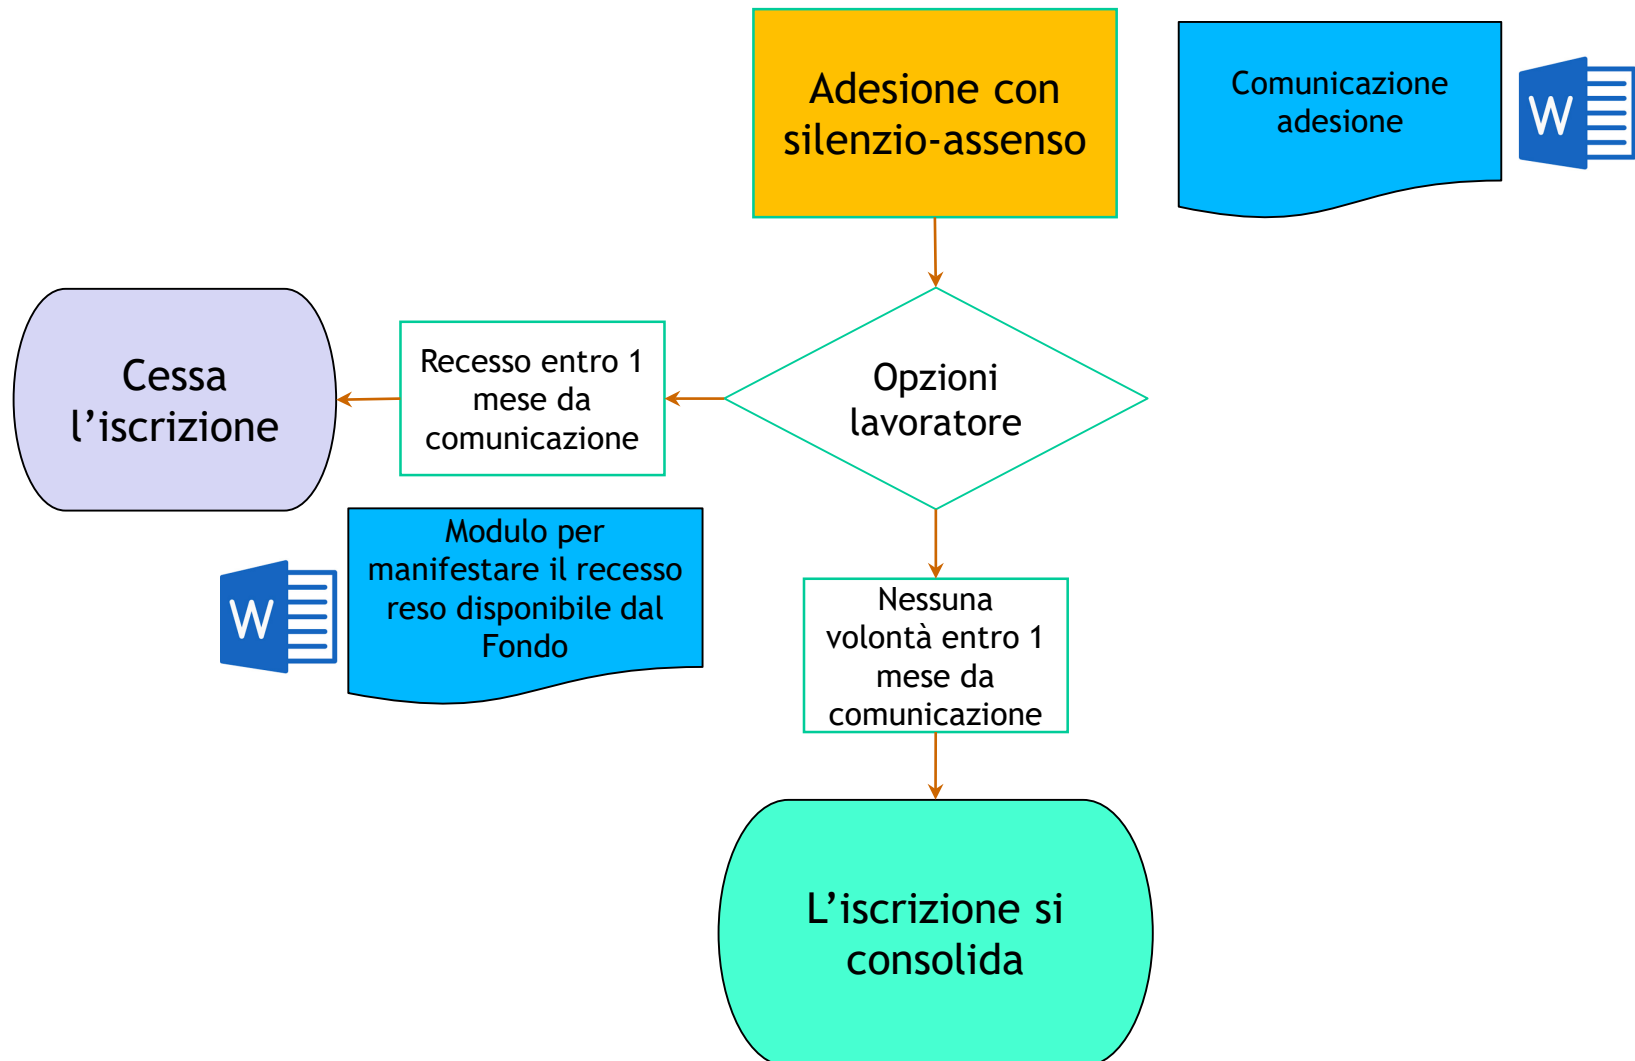 Adesione con
silenzio-assenso
Comunicazione
adesione
W
Cessa
l’iscrizione
Recesso entro 1
mese da
comunicazione
Opzioni
lavoratore
Modulo per
manifestare il recesso
reso disponibile dal
Fondo
W
Nessuna
volontà entro 1
mese da
comunicazione
L’iscrizione si
consolida